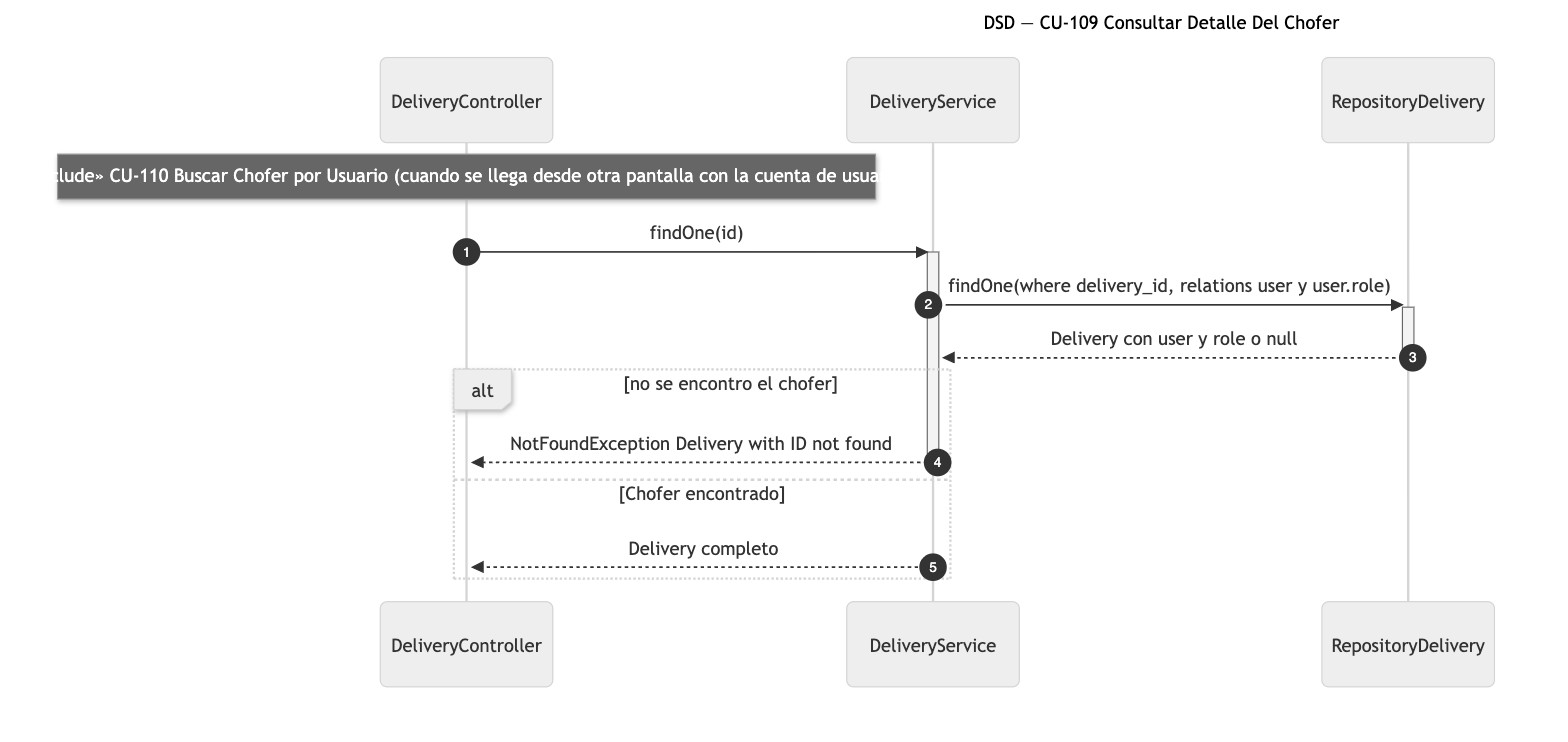 DSD — CU-109 Consultar Detalle Del Chofer
DeliveryController
DeliveryService
RepositoryDelivery
clude» CU-110 Buscar Chofer por Usuario (cuando se llega desde otra pantalla con la cuenta de usua
findOne(id)
1
findOne(where delivery_id, relations user y user.role)
2
Delivery con user y role o null
3
alt
[no se encontro el chofer]
NotFoundException Delivery with ID not found
4
[Chofer encontrado]
Delivery completo
5
DeliveryController
DeliveryService
RepositoryDelivery